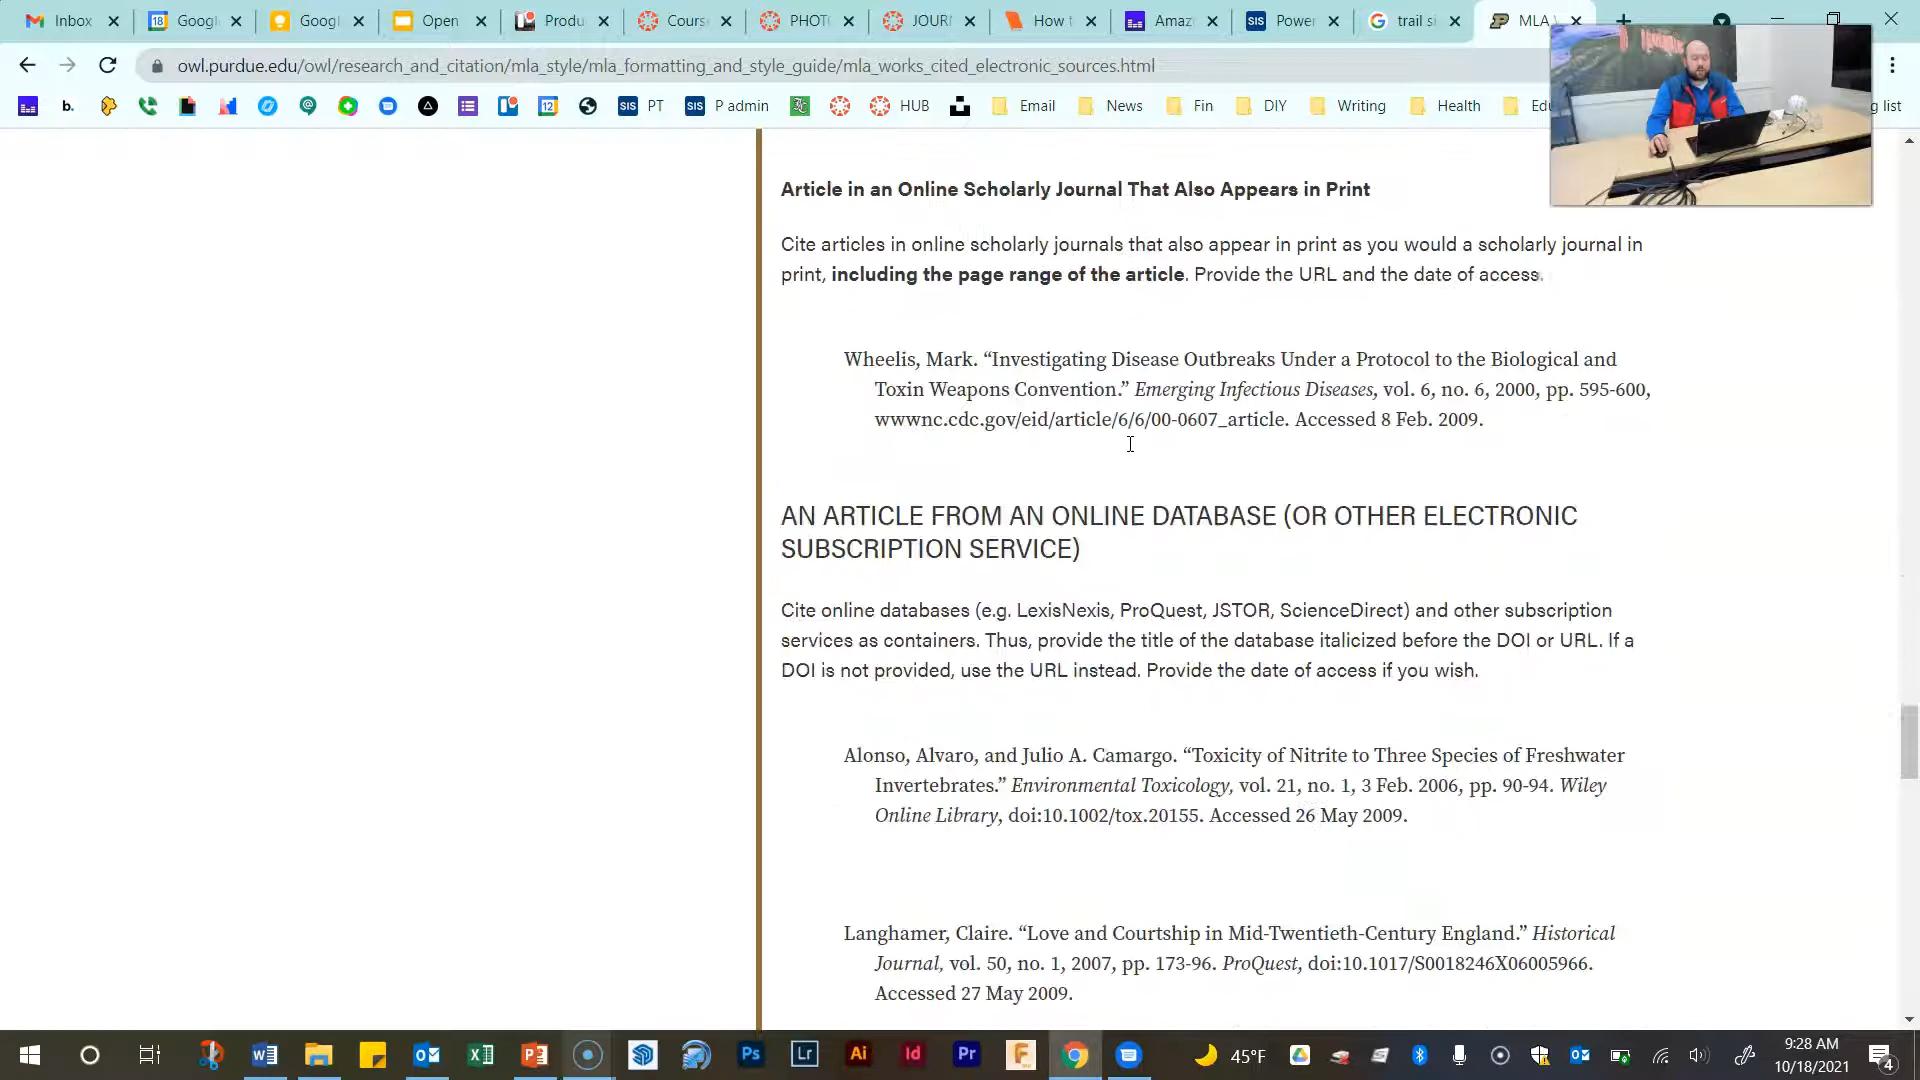 Inbox
Googl
Googl
Open
Produ
Cours
PHOT
JOUR
How t
Amaz
Power
trail si
MLA
owl.purdue.edu/owl/research_and_citation/mla_style/mla_formatting_and_style_guide/mla_works_cited_electronic_sources.html
b.
SIS PT
SIS P admin
HUB
Email
News
Fin
DIY
Writing
Health
Edu
g list
Article in an Online Scholarly Journal That Also Appears in Print
Cite articles in online scholarly journals that also appear in print as you would a scholarly journal in
print, including the page range of the article. Provide the URL and the date of access.
Wheelis, Mark. “Investigating Disease Outbreaks Under a Protocol to the Biological and
Toxin Weapons Convention.” Emerging Infectious Diseases, vol. 6, no. 6, 2000, pp. 595-600,
wwwnc.cdc.gov/eid/article/6/6/00-0607_article. Accessed 8 Feb. 2009.
AN ARTICLE FROM AN ONLINE DATABASE (OR OTHER ELECTRONIC
SUBSCRIPTION SERVICE)
Cite online databases (e.g. LexisNexis, ProQuest, JSTOR, ScienceDirect) and other subscription
services as containers. Thus, provide the title of the database italicized before the DOI or URL. If a
DOI is not provided, use the URL instead. Provide the date of access if you wish.
Alonso, Alvaro, and Julio A. Camargo. “Toxicity of Nitrite to Three Species of Freshwater
Invertebrates.” Environmental Toxicology, vol. 21, no. 1, 3 Feb. 2006, pp. 90-94. Wiley
Online Library, doi:10.1002/tox.20155. Accessed 26 May 2009.
Langhamer, Claire. “Love and Courtship in Mid-Twentieth-Century England.” Historical
Journal, vol. 50, no. 1, 2007, pp. 173-96. ProQuest, doi:10.1017/S0018246X06005966.
Accessed 27 May 2009.
Ps
Lr
Ai
Id
Pr
45°F
9:28 AM
10/18/2021
4